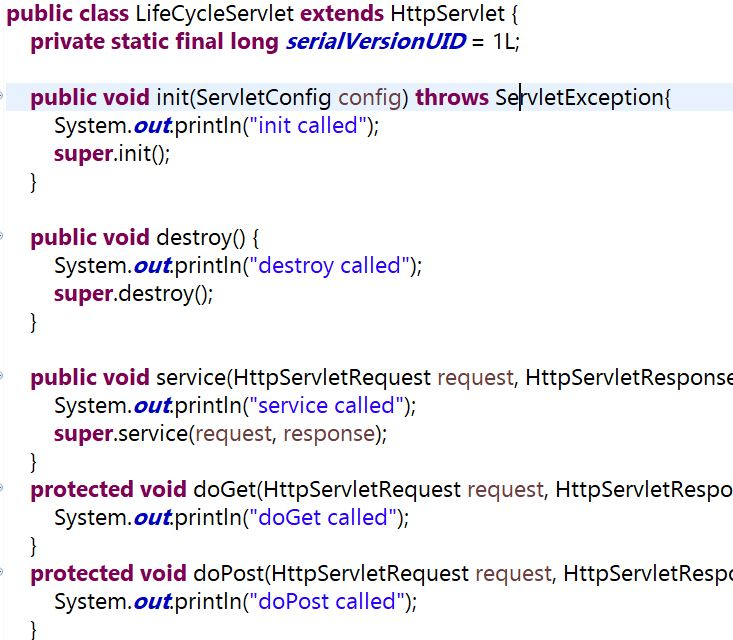 public class LifeCycleServlet extends HttpServlet {
private static final long serialVersionUID = 1L;
public void init(ServletConfig config) throws ServletException{
System.out.println("init called");
super.init();
}
public void destroy() {
System.out.println("destroy called");
super.destroy();
}
public void service(HttpServletRequest request, HttpServletResponse
System.out.println("service called");
super.service(request, response);
}
protected void doGet(HttpServletRequest request, HttpServletRespo
System.out.println("doGet called");
}
protected void doPost(HttpServletRequest request, HttpServletResp
System.out.println("doPost called");
}